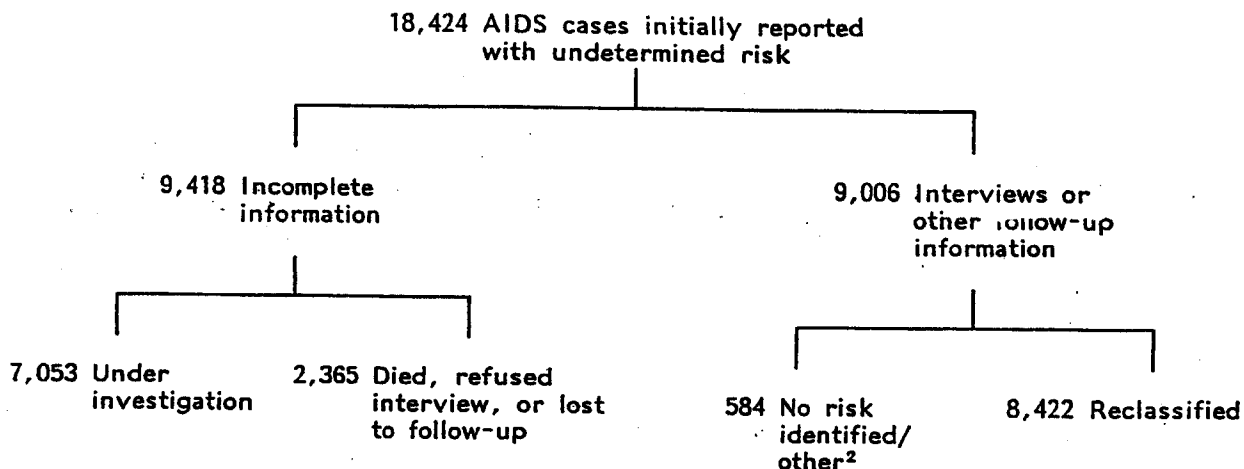 18,424 AIDS cases initially reported
with undetermined risk
9,418 Incomplete
information
9,006 Interviews or
other follow-up
information
7,053 Under
investigation
2,365 Died, refused
interview, or lost
to follow-up
584 No risk
identified/
other²
8,422 Reclassified